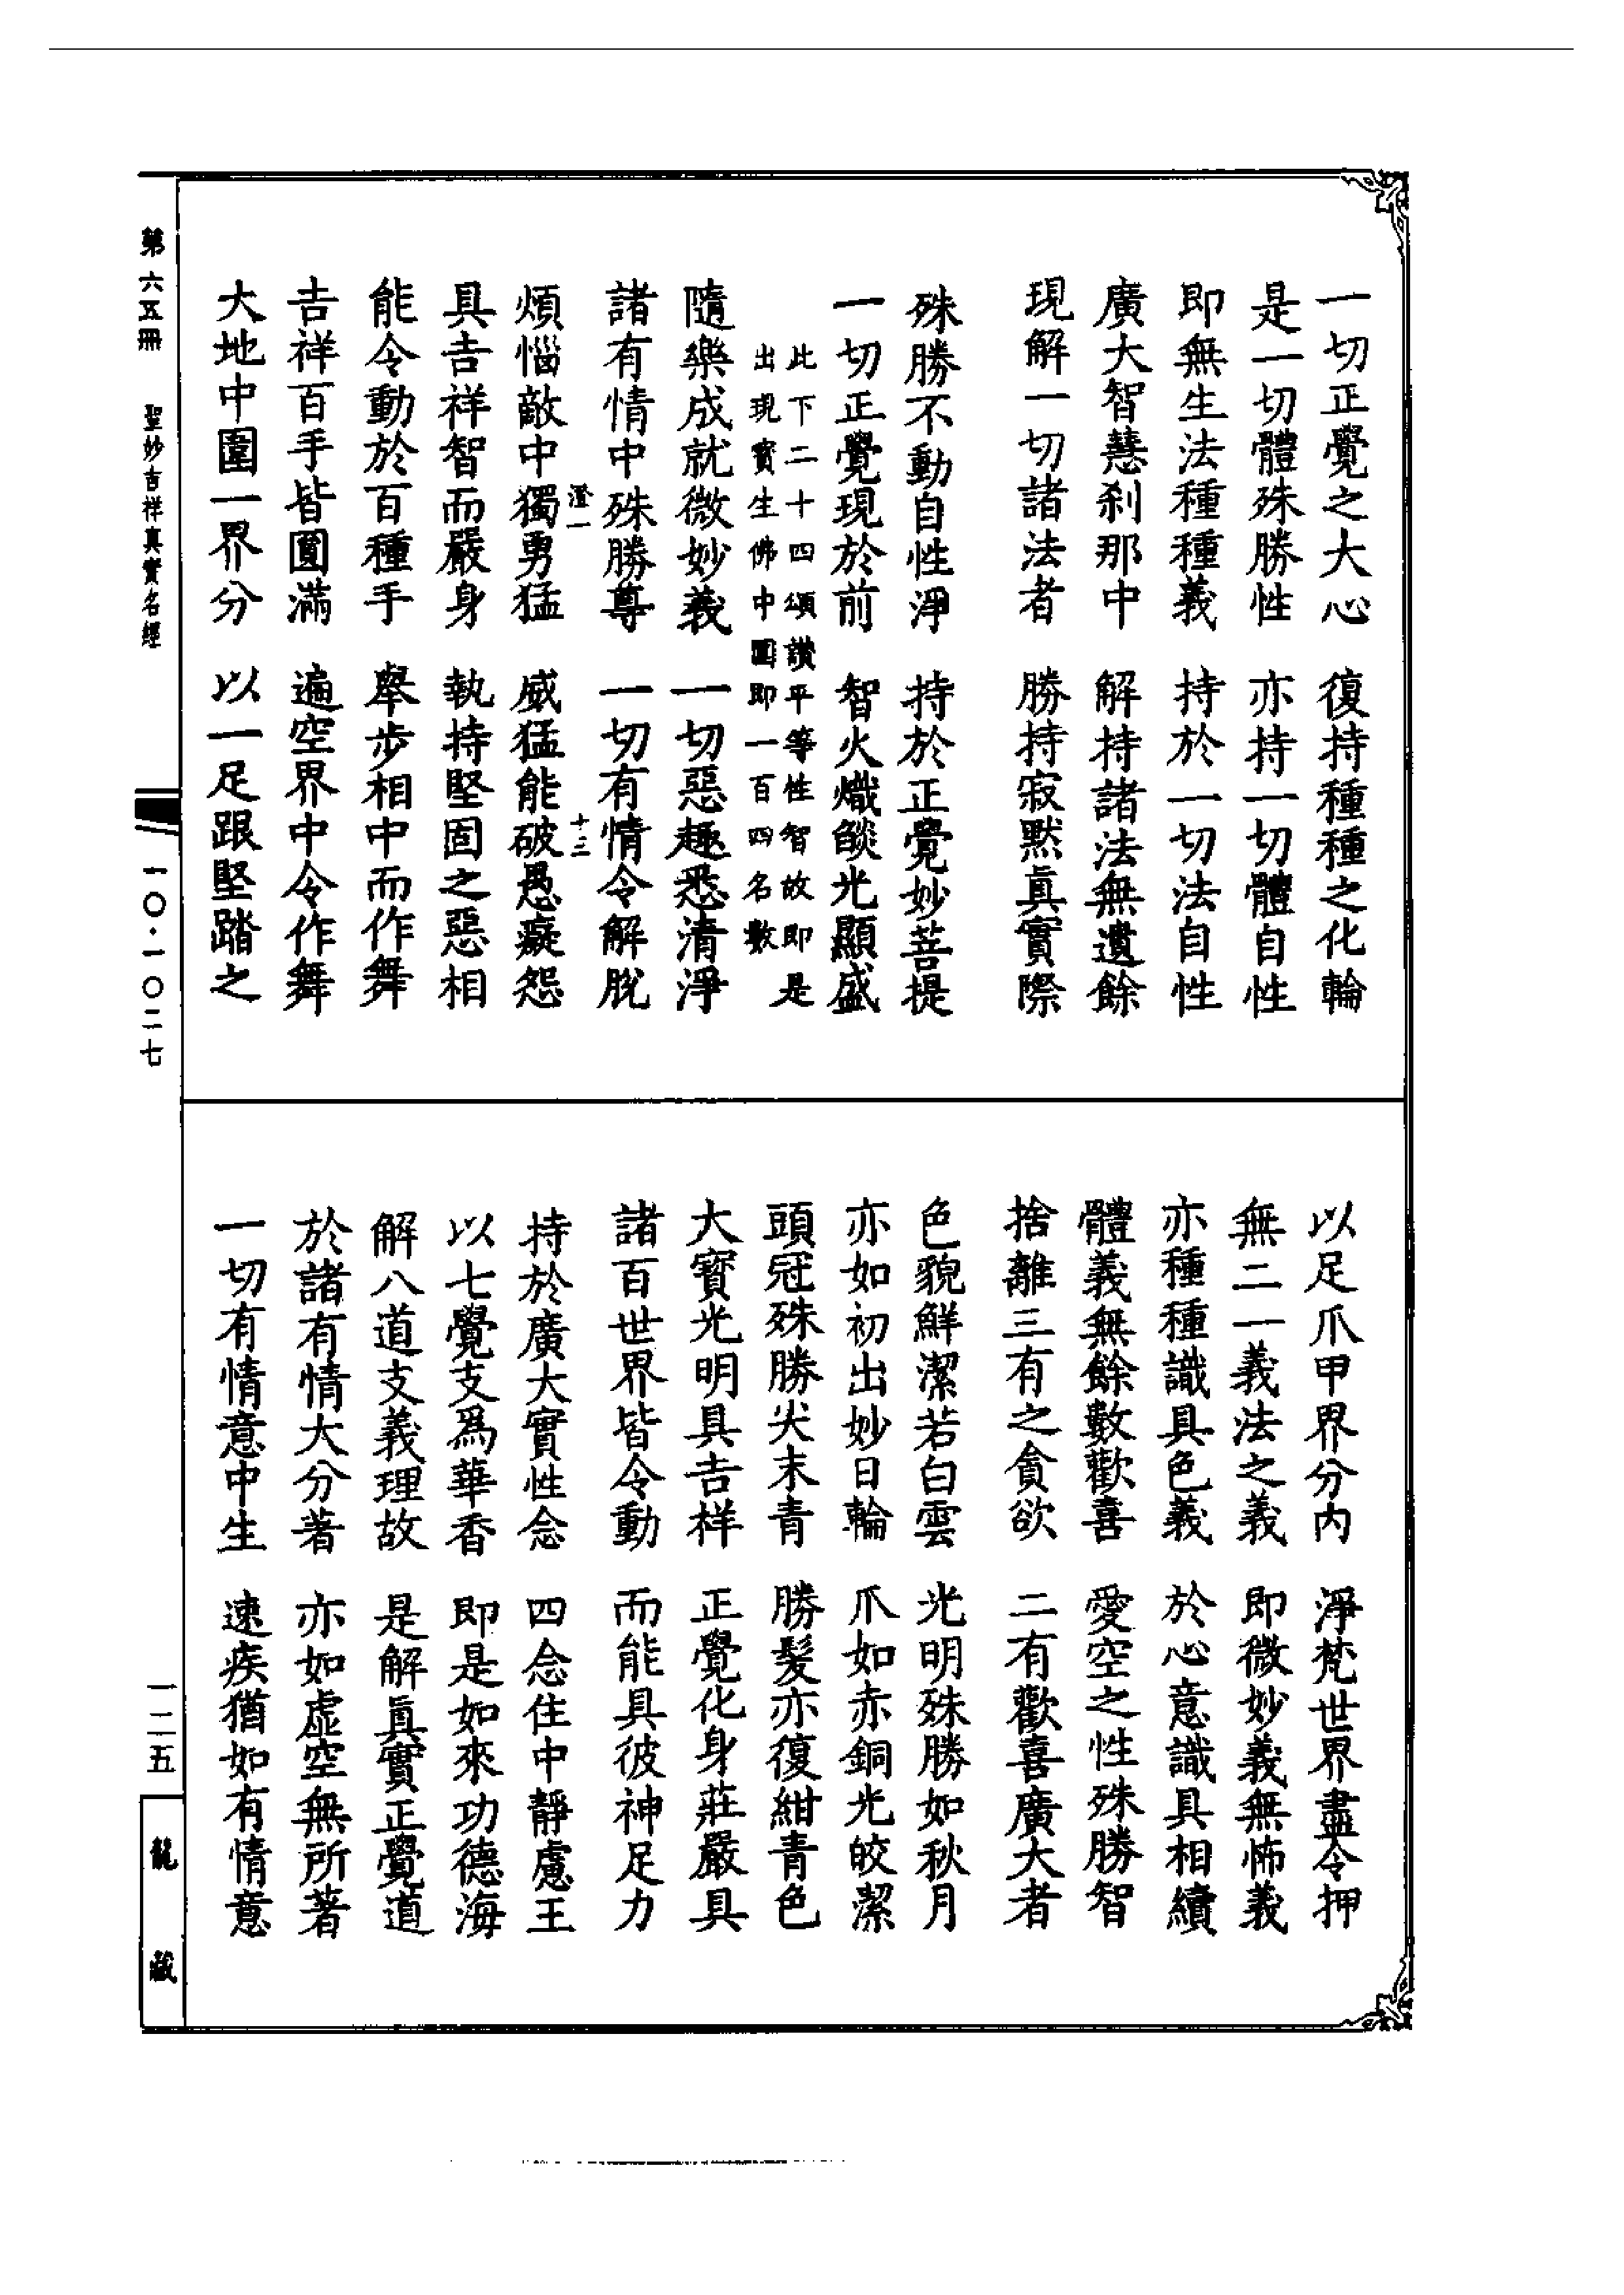 一切正覺之大心　復持種種之化輪
是一切體殊勝性　亦持一切體自性
即無生法種種義　持於一切法自性
廣大智慧刹那中　解持諸法無遺餘
現解一切諸法者　勝持寂默眞實際
殊勝不動自性淨　持於正覺妙菩提
一切正覺現於前　智火熾燄光顯盛
此下二十四頌讚平等性智故即是
出現寶生佛中圍即一百四名數
隨樂成就微妙義　一切惡趣悉清淨
諸有情中殊勝尊　一切有情令解脫
澄一　十三
煩惱敵中獨勇猛　威猛能破愚癡怨
具吉祥智而嚴身　執持堅固之惡相
能令動於百種手　舉步相中而作舞
吉祥百手皆圓滿　遍空界中令作舞
大地中圍一界分　以一足跟堅踏之
以足爪甲界分內　淨梵世界盡令押
無二一義法之義　即微妙義無怖義
亦種種識具色義　於心意識具相續
體義無餘數歡喜　愛空之性殊勝智
捨離三有之貪欲　二有歡喜廣大者
色貌鮮潔若白雲　光明殊勝如秋月
亦如初出妙日輪　爪如赤銅光皎潔
頭冠殊勝尖末青　勝髮亦復紺青色
大寶光明具吉祥　正覺化身莊嚴具
諸百世界皆令動　而能具彼神足力
持於廣大實性念　四念住中靜慮王
以七覺支爲華香　即是如來功德海
解八道支義理故　是解眞實正覺道
於諸有情大分著　亦如虛空無所著
一切有情意中生　速疾猶如有情意
第六五冊　聖妙吉祥真實名經　一〇·一〇二七
一二五
龍藏